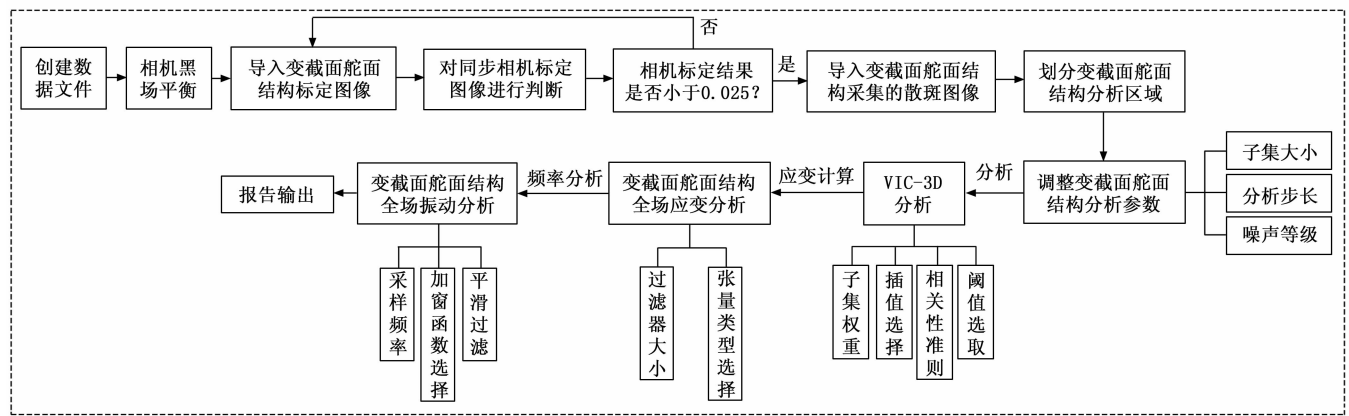 否
创建数
据文件
相机黑
场平衡
导入变截面舵面
结构标定图像
对同步相机标定
图像进行判断
相机标定结果
是否小于0.025?
是
导入变截面舵面结
构采集的散斑图像
划分变截面舵面
结构分析区域
子集大小
分析步长
噪声等级
调整变截面舵面
结构分析参数
分析
VIC-3D
分析
应变计算
变截面舵面结构
全场应变分析
频率分析
变截面舵面结构
全场振动分析
报告输出
采样频率
加窗函数选择
平滑过滤
过滤器大小
张量类型选择
子集权重
插值选择
相关性准则
阈值选取